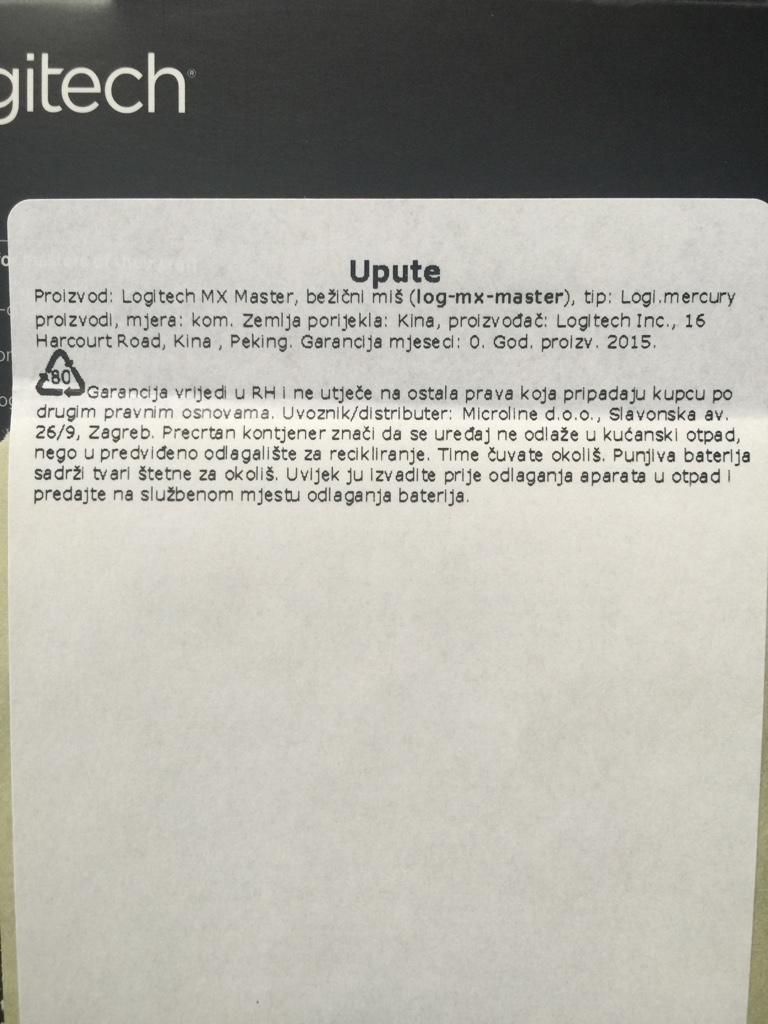 gitech®
Upute
Proizvod: Logitech MX Master, bežični miš (log-mx-master), tip: Logi.mercury
proizvodi, mjera: kom. Zemlja porijekla: Kina, proizvođač: Logitech Inc., 16
Harcourt Road, Kina , Peking. Garancija mjeseci: 0. God. proizv. 2015.
80 Garancija vrijedi u RH i ne utječe na ostala prava koja pripadaju kupcu po
drugim pravnim osnovama. Uvoznik/distributer: Microline d.o.o., Slavonska av.
26/9, Zagreb. Precrtan kontjener znači da se uređaj ne odlaže u kućanski otpad,
nego u predviđeno odlagalište za recikliranje. Time čuvate okoliš. Punjiva baterija
sadrži tvari štetne za okoliš. Uvijek ju izvadite prije odlaganja aparata u otpad i
predajte na službenom mjestu odlaganja baterija.